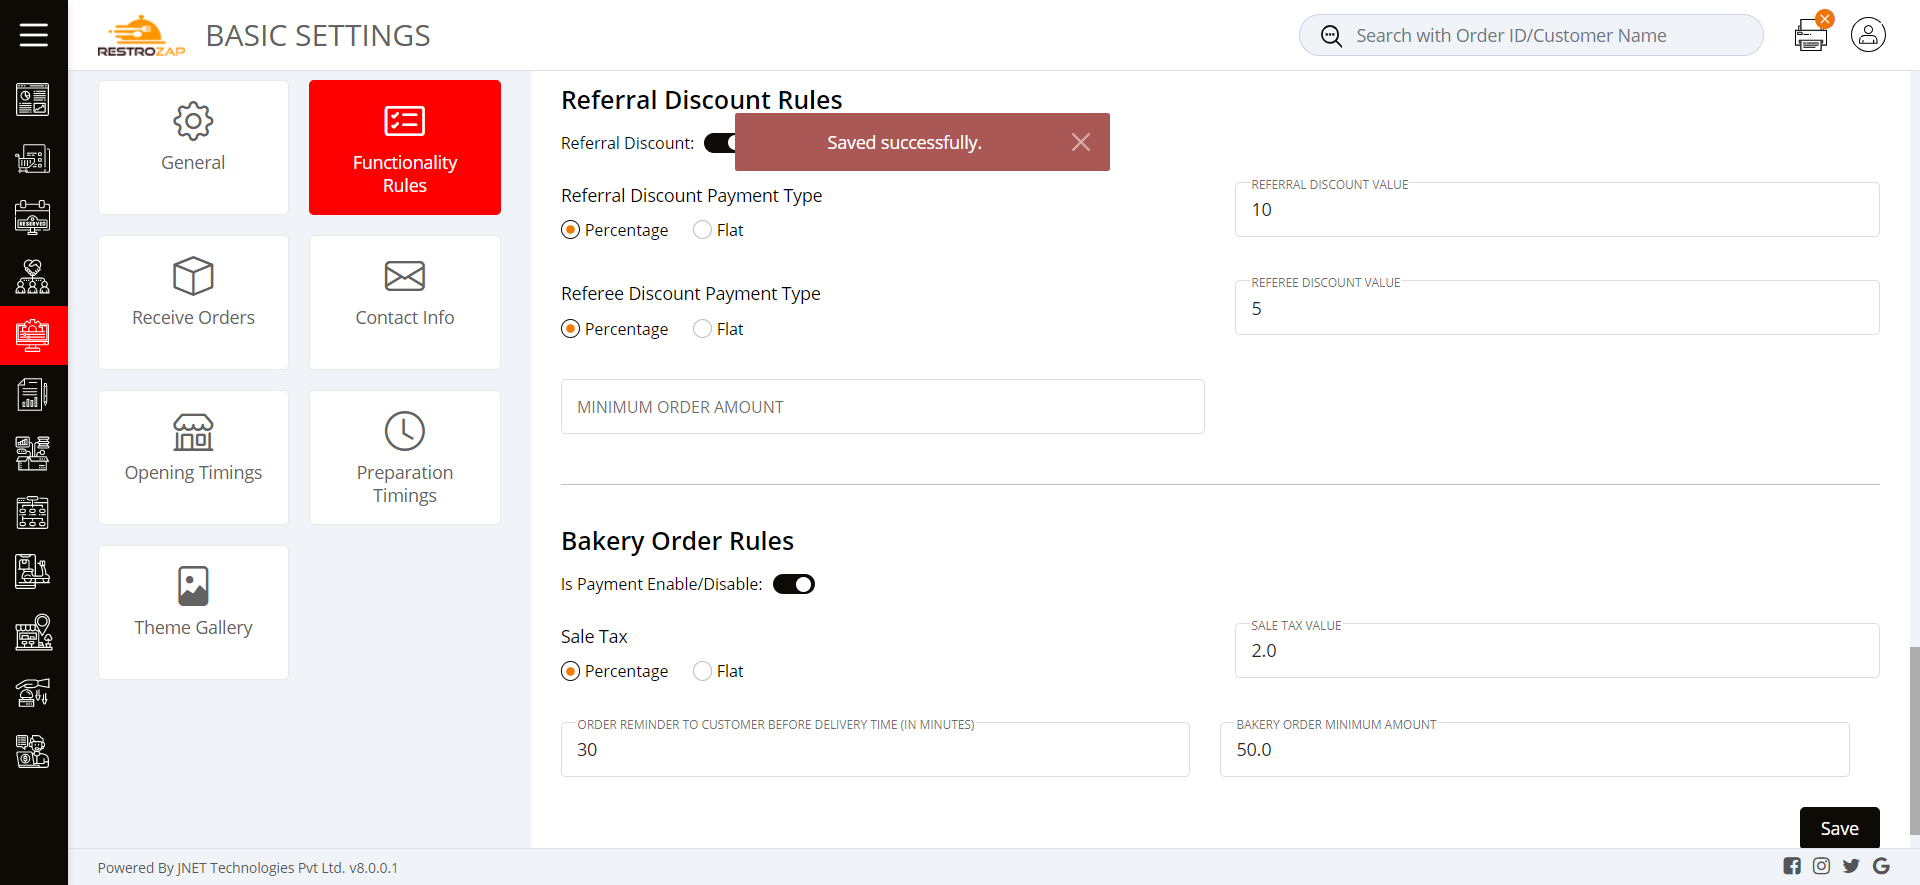 RESTROZAP
BASIC SETTINGS
Search with Order ID/Customer Name
RESERVED
General
Functionality
Rules
Receive Orders
Contact Info
Opening Timings
Preparation
Timings
Theme Gallery
Referral Discount Rules
Referral Discount:
Saved successfully.
Referral Discount Payment Type
Percentage
Flat
REFERRAL DISCOUNT VALUE
10
Referee Discount Payment Type
Percentage
Flat
REFEREE DISCOUNT VALUE
5
MINIMUM ORDER AMOUNT
Bakery Order Rules
Is Payment Enable/Disable:
Sale Tax
Percentage
Flat
SALE TAX VALUE
2.0
ORDER REMINDER TO CUSTOMER BEFORE DELIVERY TIME (IN MINUTES)
30
BAKERY ORDER MINIMUM AMOUNT
50.0
Save
Powered By JNET Technologies Pvt Ltd. v8.0.0.1